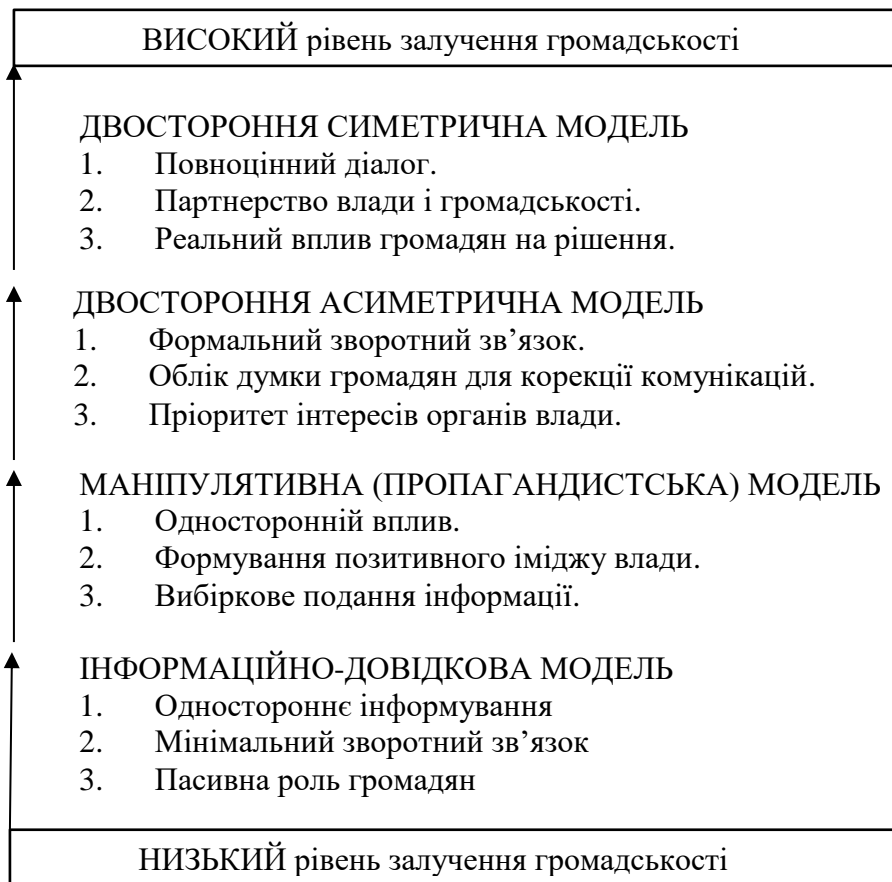 ВИСОКИЙ рівень залучення громадськості
ДВОСТОРОННЯ СИМЕТРИЧНА МОДЕЛЬ
1. Повноцінний діалог.
2. Партнерство влади і громадськості.
3. Реальний вплив громадян на рішення.
ДВОСТОРОННЯ АСИМЕТРИЧНА МОДЕЛЬ
1. Формальний зворотний зв’язок.
2. Облік думки громадян для корекції комунікацій.
3. Пріоритет інтересів органів влади.
МАНІПУЛЯТИВНА (ПРОПАГАНДИСТСЬКА) МОДЕЛЬ
1. Односторонній вплив.
2. Формування позитивного іміджу влади.
3. Вибіркове подання інформації.
ІНФОРМАЦІЙНО-ДОВІДКОВА МОДЕЛЬ
1. Одностороннє інформування
2. Мінімальний зворотний зв’язок
3. Пасивна роль громадян
НИЗЬКИЙ рівень залучення громадськості